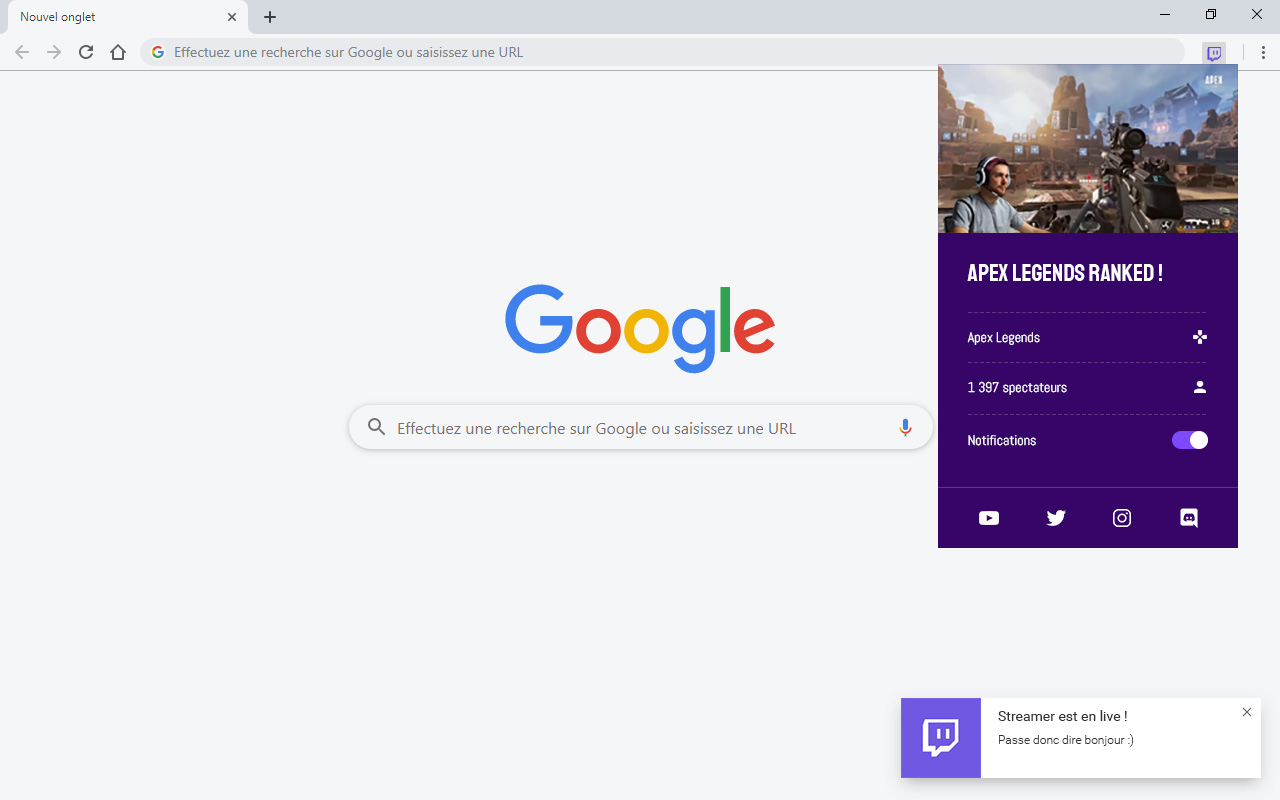 Nouvel onglet
Effectuez une recherche sur Google ou saisissez une URL
APEX
Google
Effectuez une recherche sur Google ou saisissez une URL
APEX LEGENDS RANKED !
Apex Legends
1 397 spectateurs
Notifications
Streamer est en live !
Passe donc dire bonjour :)